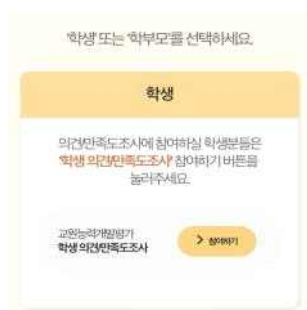 '학생' 또는 '학부모'를 선택하세요.
학생
의견/만족도조사에 참여하실 학생분들은
'학생 의견/만족도조사' 참여하기 버튼을
눌러주세요.
교원능력개발평가
학생 의견/만족도조사
> 참여하기